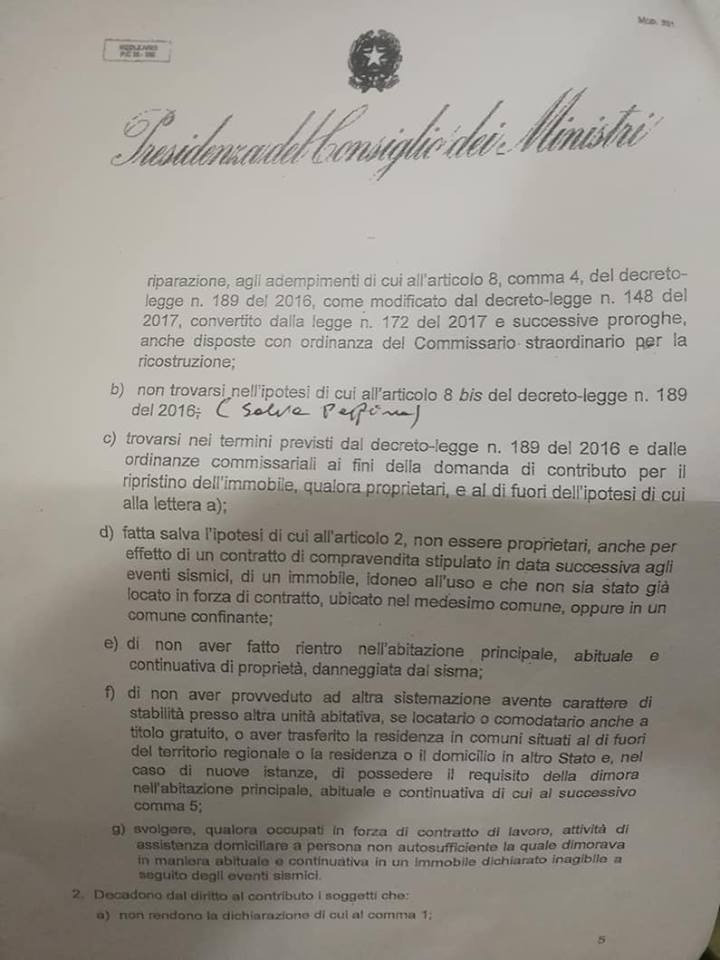 Mod. 251
Presidenza del Consiglio dei Ministri
riparazione, agli adempimenti di cui all'articolo 8, comma 4, del decreto-
legge n. 189 del 2016, come modificato dal decreto-legge n. 148 del
2017, convertito dalla legge n. 172 del 2017 e successive proroghe,
anche disposte con ordinanza del Commissario straordinario per la
ricostruzione;
b) non trovarsi nell'ipotesi di cui all'articolo 8 bis del decreto-legge n. 189
del 2016; ( Salva Peppina)
c) trovarsi nei termini previsti dal decreto-legge n. 189 del 2016 e dalle
ordinanze commissariali ai fini della domanda di contributo per il
ripristino dell'immobile, qualora proprietari, e al di fuori dell'ipotesi di cui
alla lettera a);
d) fatta salva l'ipotesi di cui all'articolo 2, non essere proprietari, anche per
effetto di un contratto di compravendita stipulato in data successiva agli
eventi sismici, di un immobile, idoneo all'uso e che non sia stato già
locato in forza di contratto, ubicato nel medesimo comune, oppure in un
comune confinante;
e) di non aver fatto rientro nell'abitazione principale, abituale e
continuativa di proprietà, danneggiata dal sisma;
f) di non aver provveduto ad altra sistemazione avente carattere di
stabilità presso altra unità abitativa, se locatario o comodatario anche a
titolo gratuito, o aver trasferito la residenza in comuni situati al di fuori
del territorio regionale o la residenza o il domicilio in altro Stato e, nel
caso di nuove istanze, di possedere il requisito della dimora
nell'abitazione principale, abituale e continuativa di cui al successivo
comma 5;
g) svolgere, qualora occupati in forza di contratto di lavoro, attività di
assistenza domiciliare a persona non autosufficiente la quale dimorava
in maniera abituale e continuativa in un immobile dichiarato inagibile a
seguito degli eventi sismici.
2. Decadono dal diritto al contributo i soggetti che:
a) non rendono la dichiarazione di cui al comma 1;
5